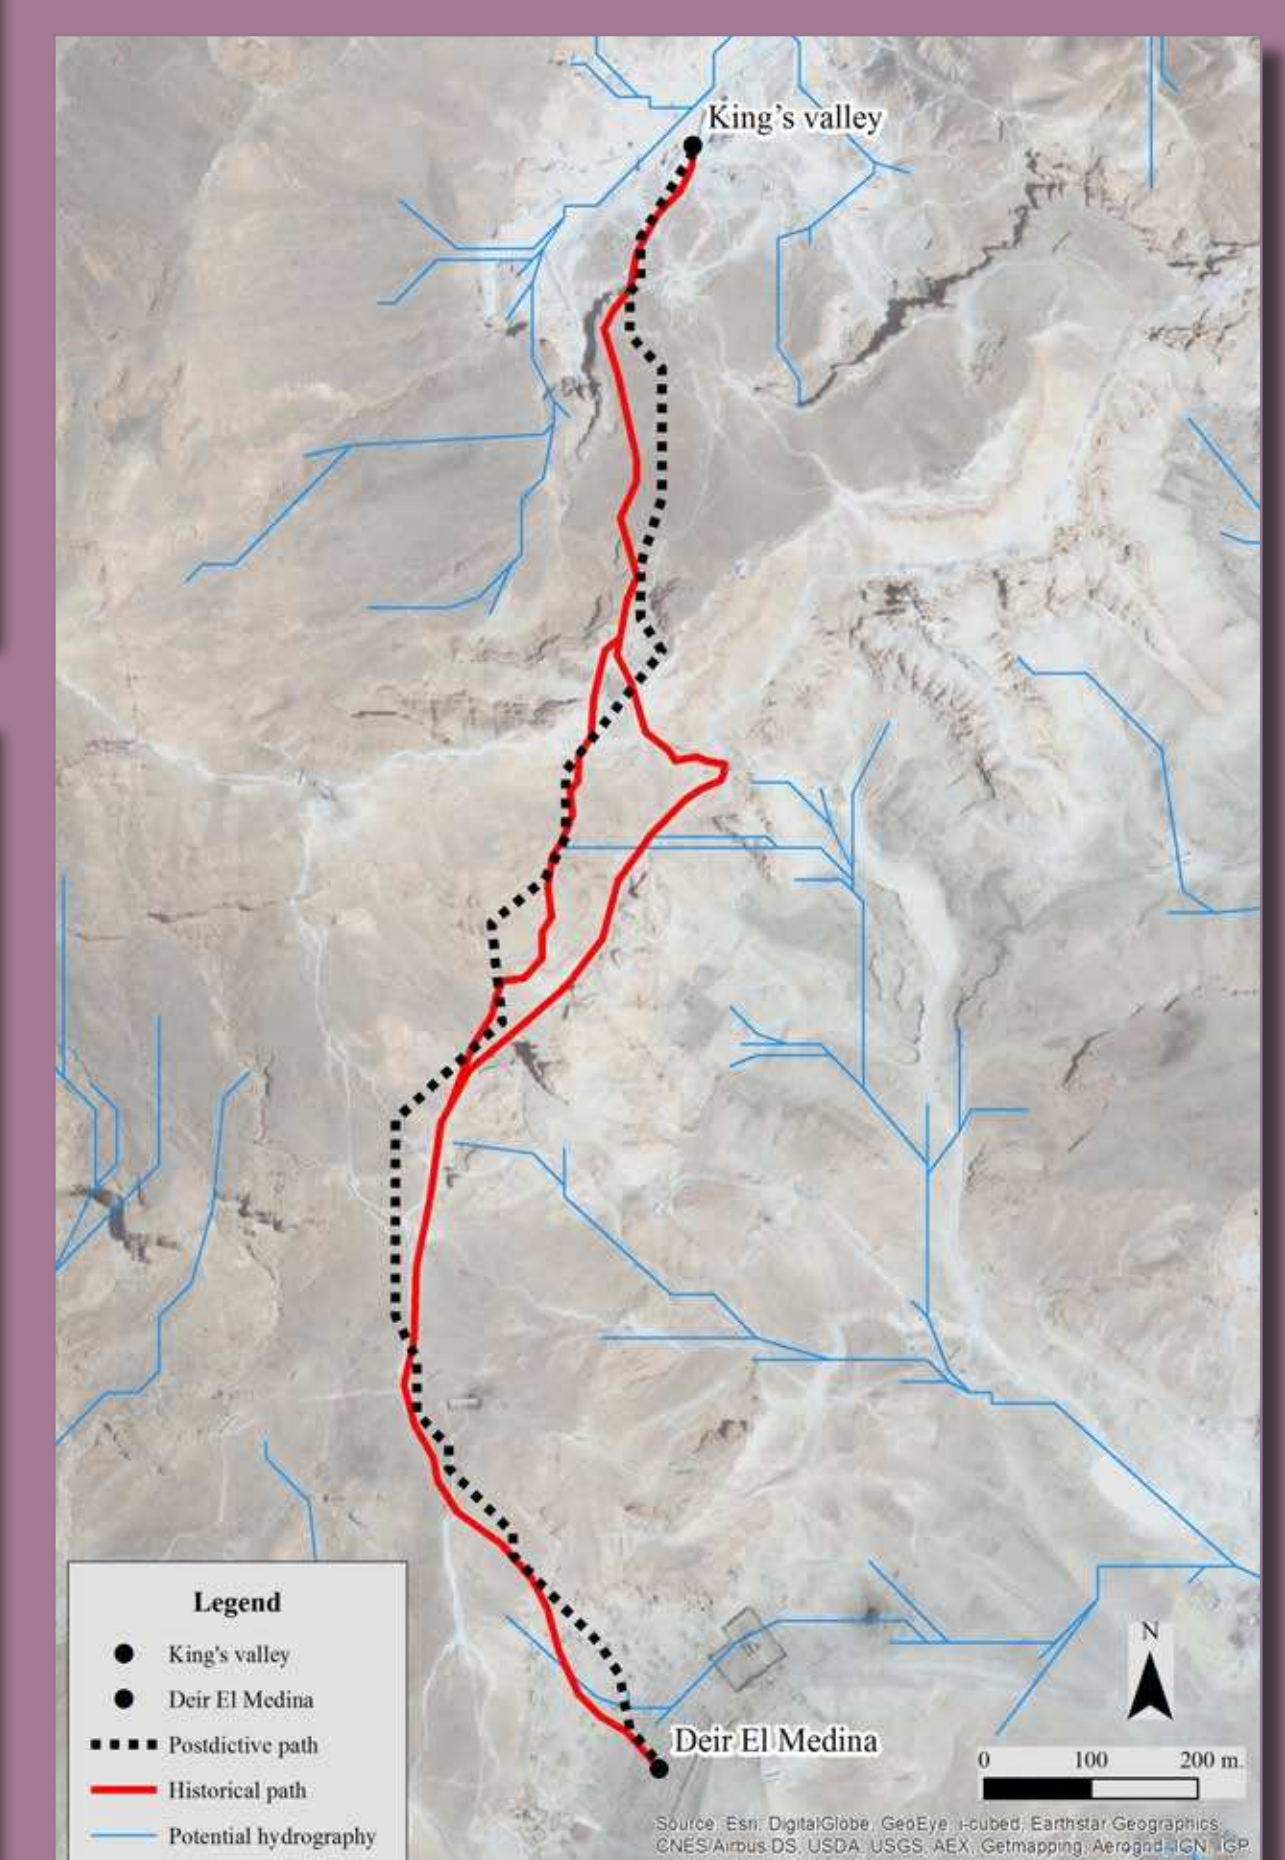 King's valley
Deir El Medina
Legend
King's valley
Deir El Medina
Postdictive path
Historical path
Potential hydrography
N
0 100 200 m.
Source: Esri, DigitalGlobe, GeoEye, i-cubed, Earthstar Geographics,
CNES/Airbus DS, USDA, USGS, AEX, Getmapping, Aerogrid, IGN, IGP,